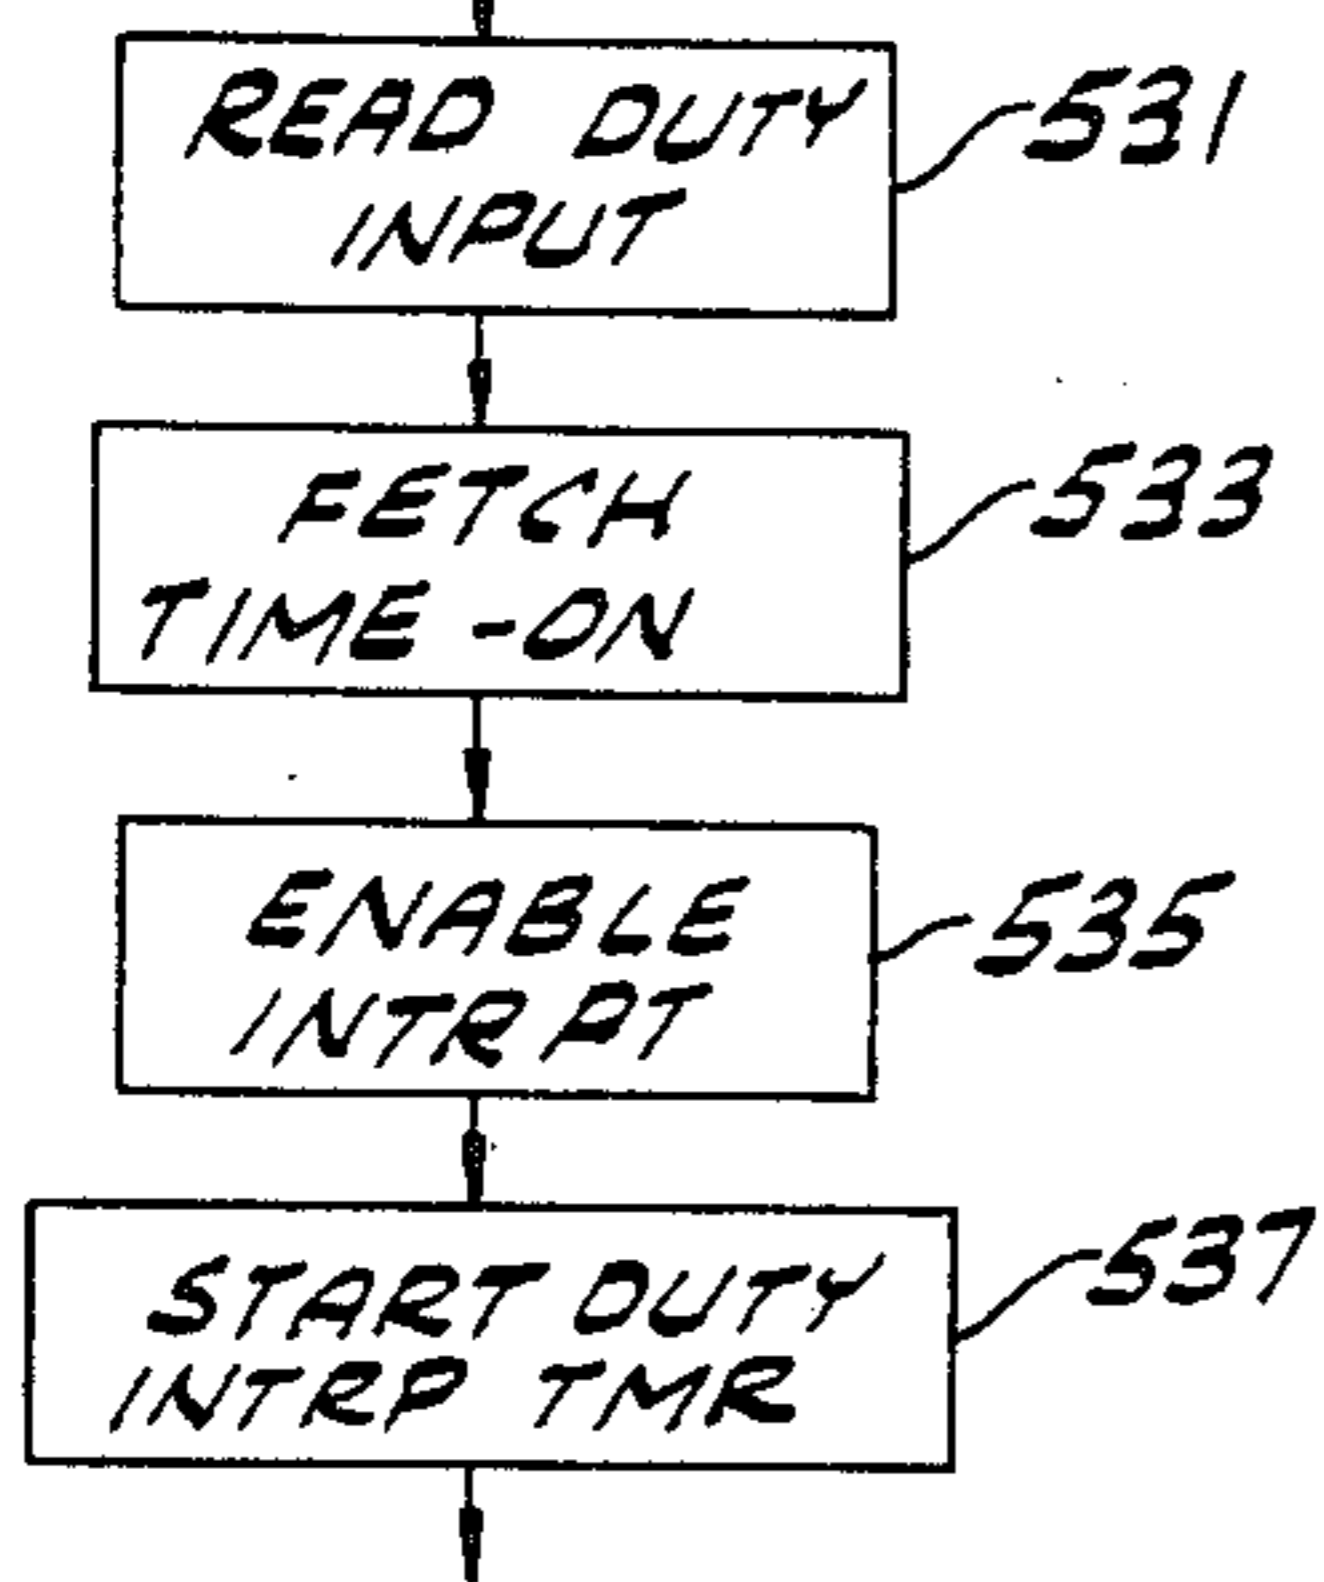 READ DUTY
INPUT
531
FETCH
TIME-ON
533
ENABLE
INTRPT
535
START DUTY
INTRP TMR
537